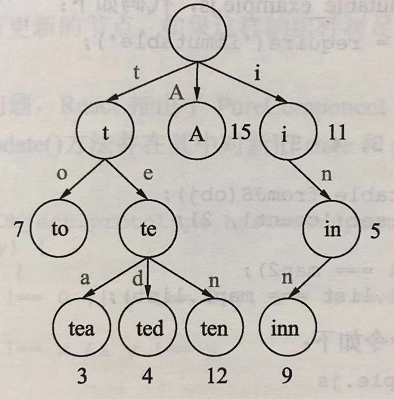 t A i
t A 15 i 11
o e n
7 to te in 5
a d n n
tea ted ten inn
3 4 12 9